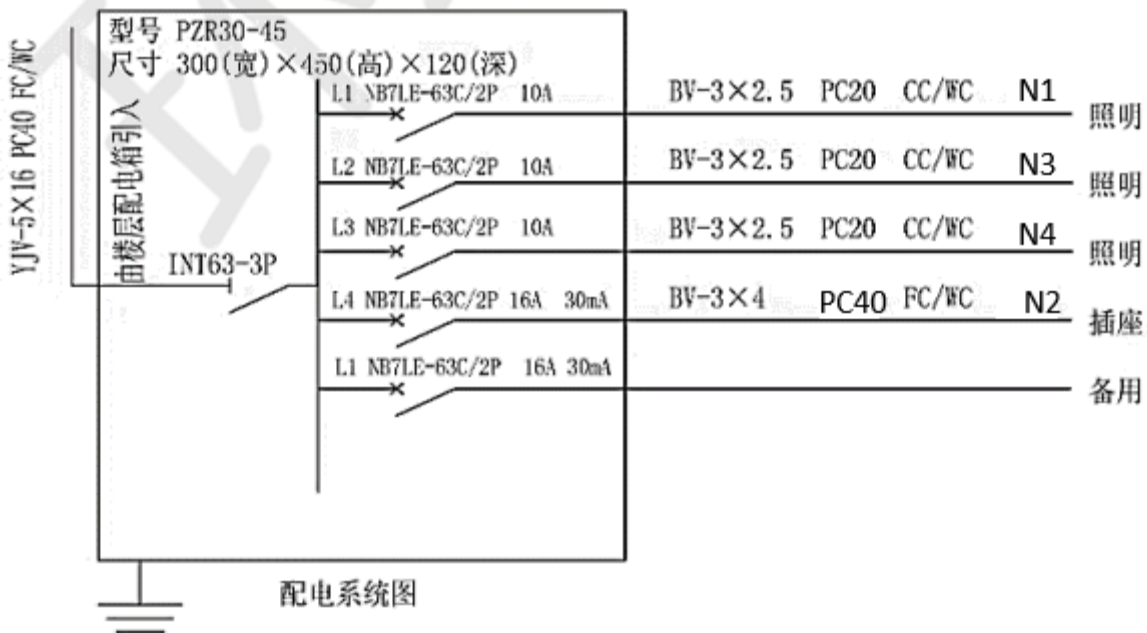 YJV-5×16 PC40 FC/WC
由楼层配电箱引入
型号 PZR30-45
尺寸 300(宽)×450(高)×120(深)
L1 NB7LE-63C/2P 10A BV-3×2.5 PC20 CC/WC N1 照明
L2 NB7LE-63C/2P 10A BV-3×2.5 PC20 CC/WC N3 照明
L3 NB7LE-63C/2P 10A BV-3×2.5 PC20 CC/WC N4 照明
INT63-3P
L4 NB7LE-63C/2P 16A 30mA BV-3×4 PC40 FC/WC N2 插座
L1 NB7LE-63C/2P 16A 30mA 备用
配电系统图